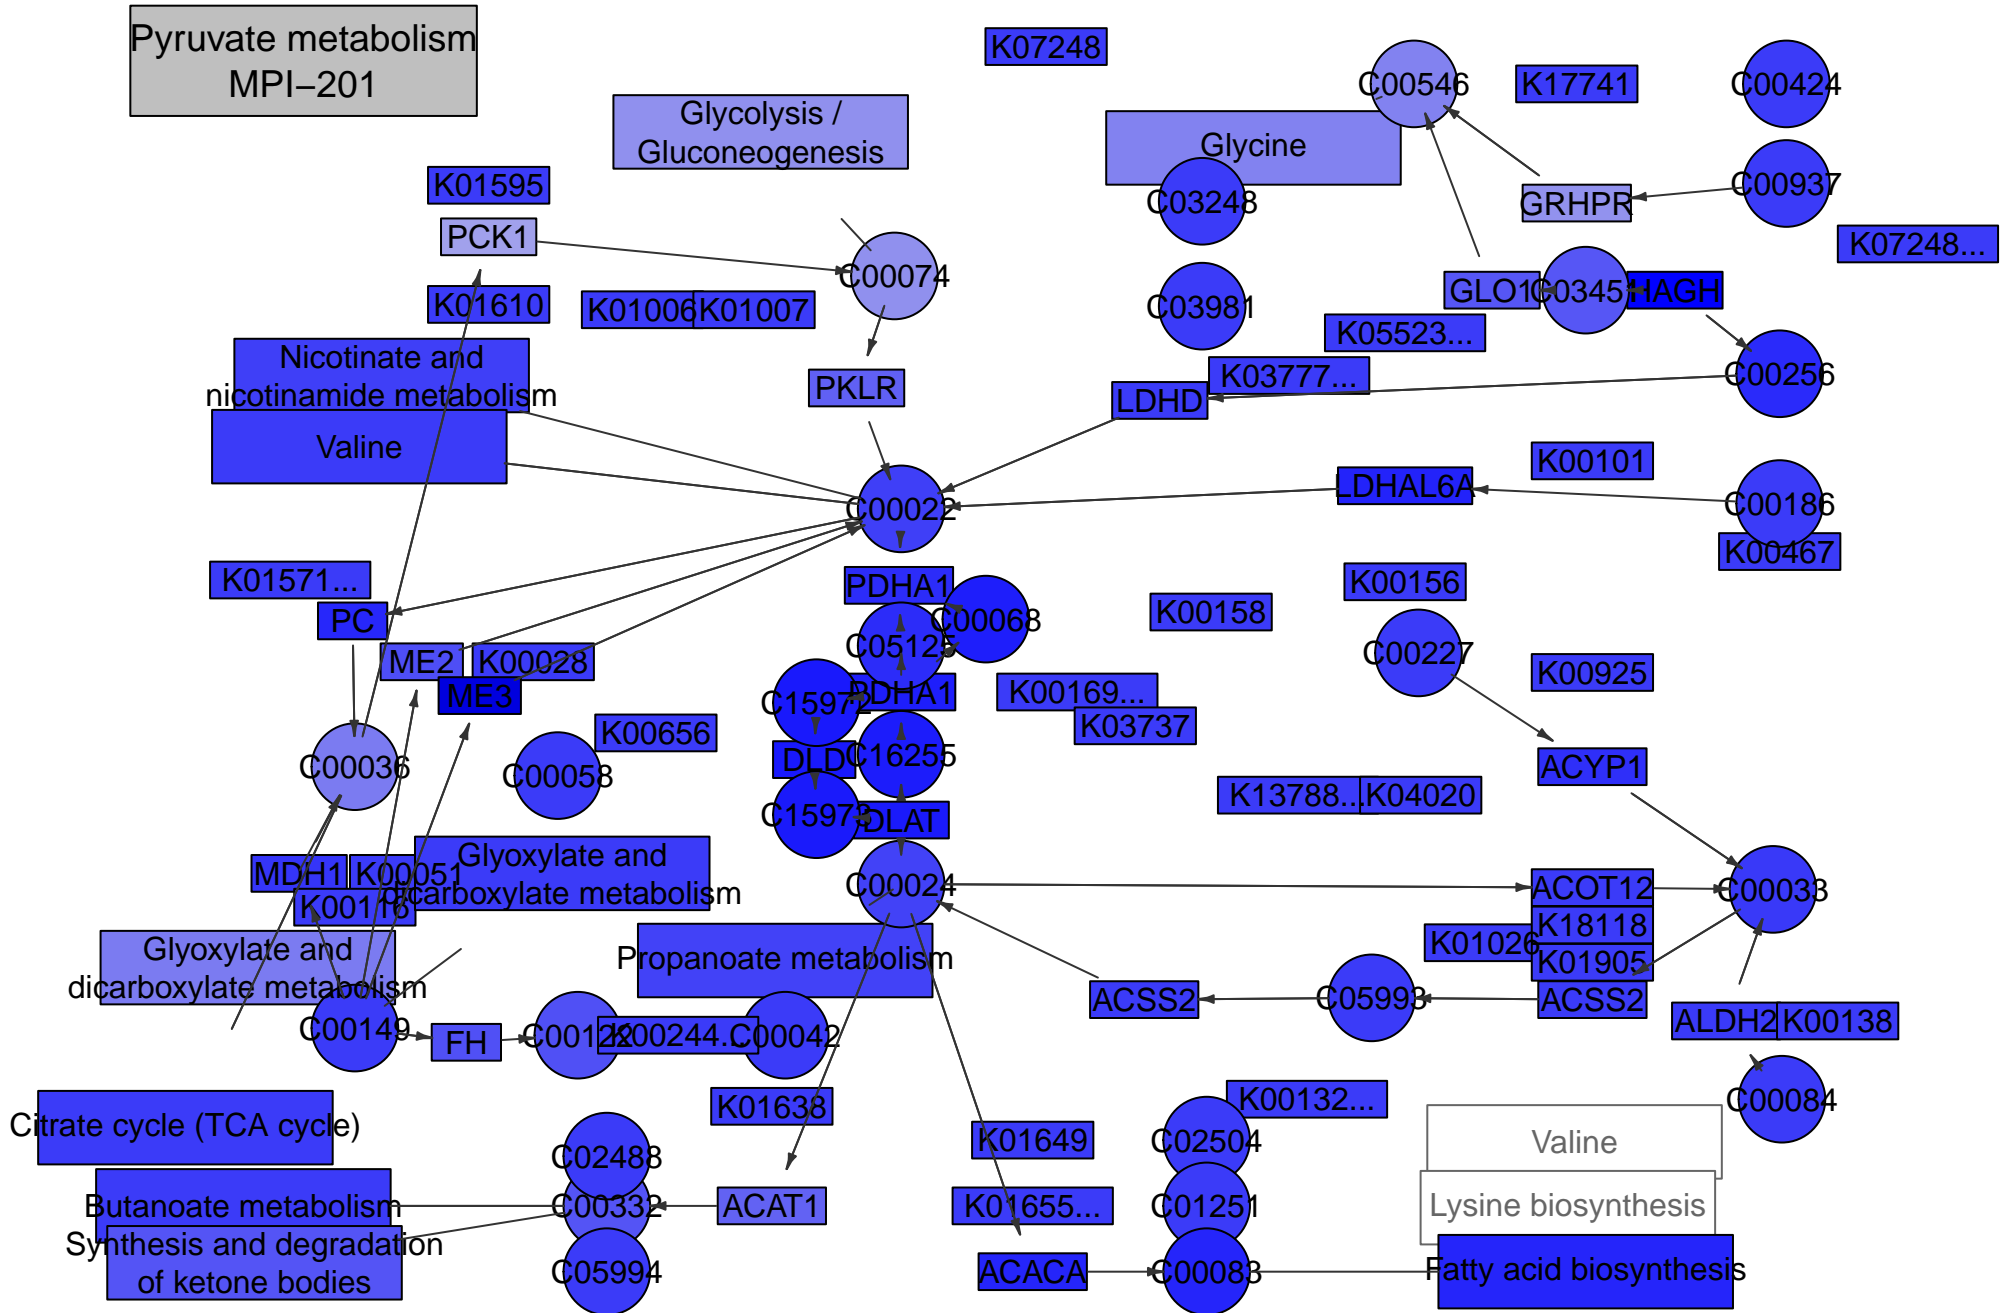 Pyruvate metabolism
MPI−201
K07248
C00546
K17741
C00424
Glycolysis /
Gluconeogenesis
Glycine
K01595
C03248
GRHPR
C00937
PCK1
K07248...
C00074
K01610
K01006
K01007
C03981
GLO1
C03451
HAGH
K05523...
Nicotinate and
nicotinamide metabolism
PKLR
K03777...
LDHD
C00256
Valine
K00101
LDHAL6A
C00022
C00186
K00467
K01571...
PDHA1
K00156
PC
C00068
K00158
ME2
K00028
C05125
C00227
K00925
ME3
C15972
PDHA1
K00169...
K03737
K00656
C00036
C00058
DLD
C16255
ACYP1
K13788...
K04020
C15973
DLAT
MDH1
K00051
Glyoxylate and
dicarboxylate metabolism
K00116
C00024
ACOT12
C00033
K18118
K01026
K01905
Glyoxylate and
dicarboxylate metabolism
Propanoate metabolism
ACSS2
C05993
ACSS2
ALDH2
K00138
C00149
FH
C00122
K00244...
C00042
K01638
K00132...
C00084
Citrate cycle (TCA cycle)
C02488
K01649
C02504
Valine
Butanoate metabolism
C00332
ACAT1
K01655...
C01251
Lysine biosynthesis
Synthesis and degradation
of ketone bodies
C05994
ACACA
C00083
Fatty acid biosynthesis